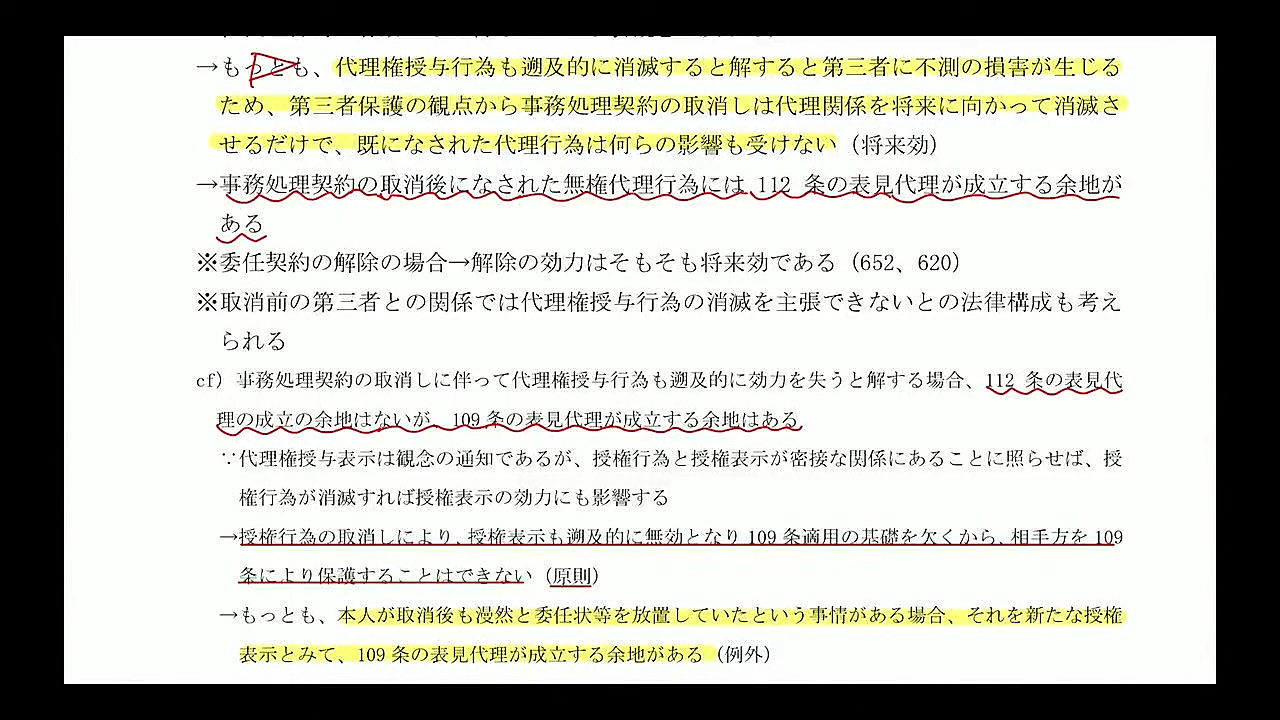 →もっとも、代理権授与行為も遡及的に消滅すると解すると第三者に不測の損害が生じる
ため、第三者保護の観点から事務処理契約の取消しは代理関係を将来に向かって消滅さ
せるだけで、既になされた代理行為は何らの影響も受けない（将来効）
→事務処理契約の取消後になされた無権代理行為には、112 条の表見代理が成立する余地が
ある
※委任契約の解除の場合→解除の効力はそもそも将来効である（652、620）
※取消前の第三者との関係では代理権授与行為の消滅を主張できないとの法律構成も考え
られる
cf）事務処理契約の取消しに伴って代理権授与行為も遡及的に効力を失うと解する場合、112 条の表見代
理の成立の余地はないが、109 条の表見代理が成立する余地はある
∵代理権授与表示は観念の通知であるが、授権行為と授権表示が密接な関係にあることに照らせば、授
権行為が消滅すれば授権表示の効力にも影響する
→授権行為の取消しにより、授権表示も遡及的に無効となり 109 条適用の基礎を欠くから、相手方を 109
条により保護することはできない（原則）
→もっとも、本人が取消後も漫然と委任状等を放置していたという事情がある場合、それを新たな授権
表示とみて、109 条の表見代理が成立する余地がある（例外）